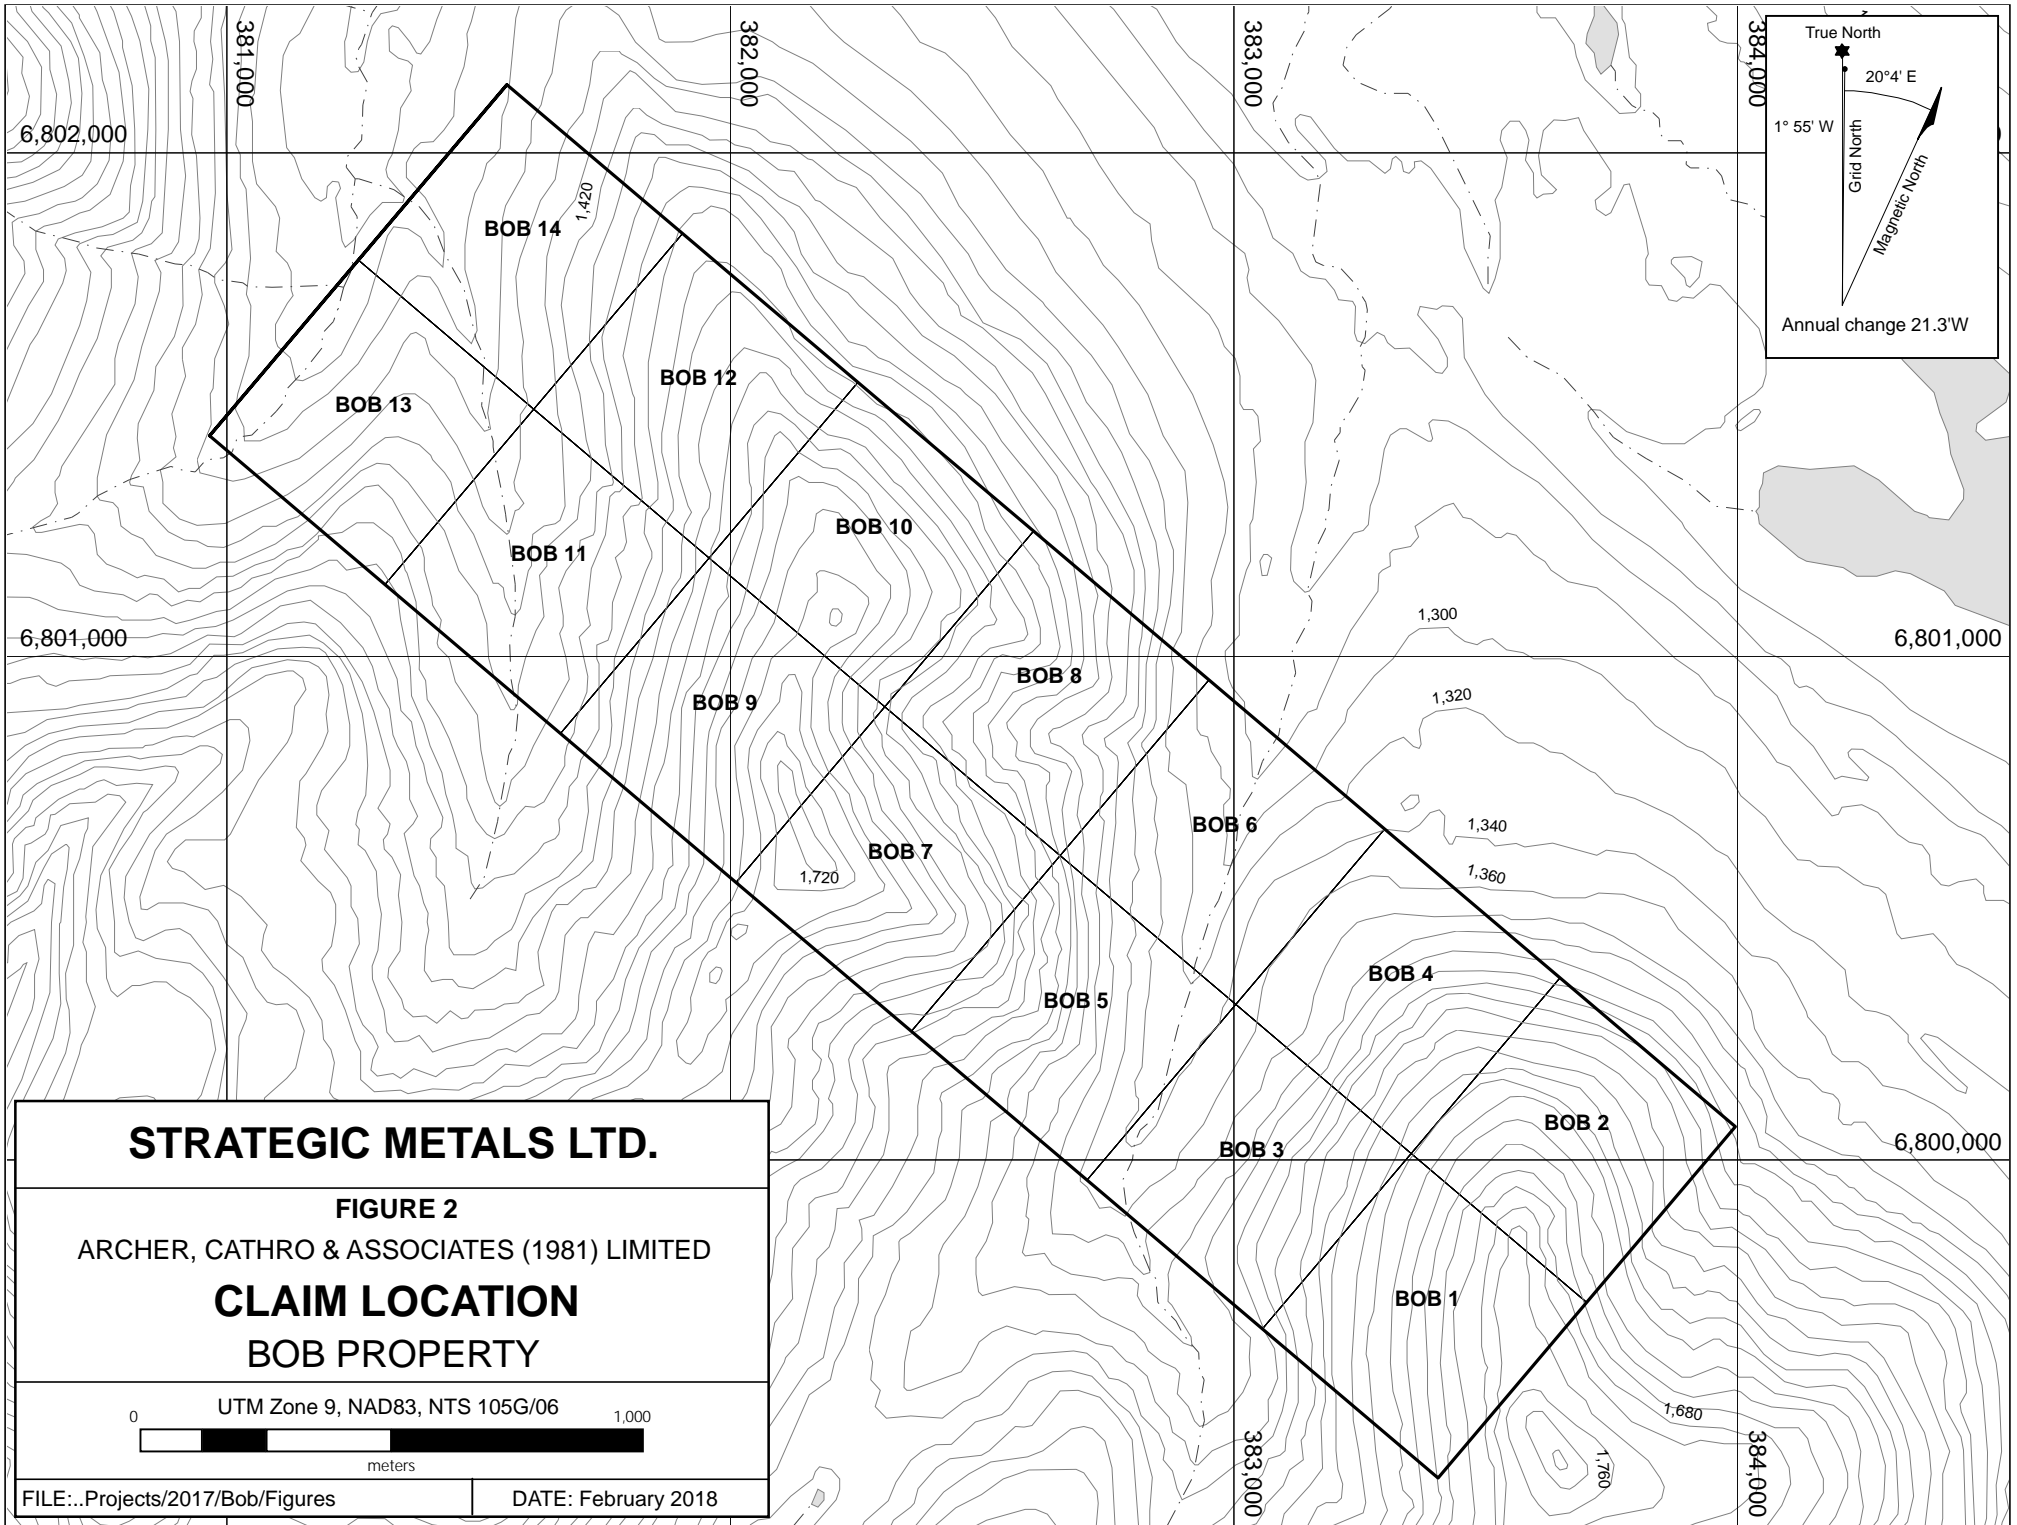 381,000
382,000
383,000
384,000
True North
20°4' E
1° 55' W
Grid North
Magnetic North
Annual change 21.3'W
6,802,000
1,420
BOB 14
BOB 12
BOB 13
BOB 10
BOB 11
1,300
6,801,000
6,801,000
BOB 8
1,320
BOB 9
BOB 6
1,340
BOB 7
1,720
1,360
BOB 4
BOB 5
BOB 2
6,800,000
BOB 3
BOB 1
1,680
1,760
383,000
384,000
STRATEGIC METALS LTD.
FIGURE 2
ARCHER, CATHRO & ASSOCIATES (1981) LIMITED
CLAIM LOCATION
BOB PROPERTY
UTM Zone 9, NAD83, NTS 105G/06
0 1,000
meters
FILE:..Projects/2017/Bob/Figures
DATE: February 2018